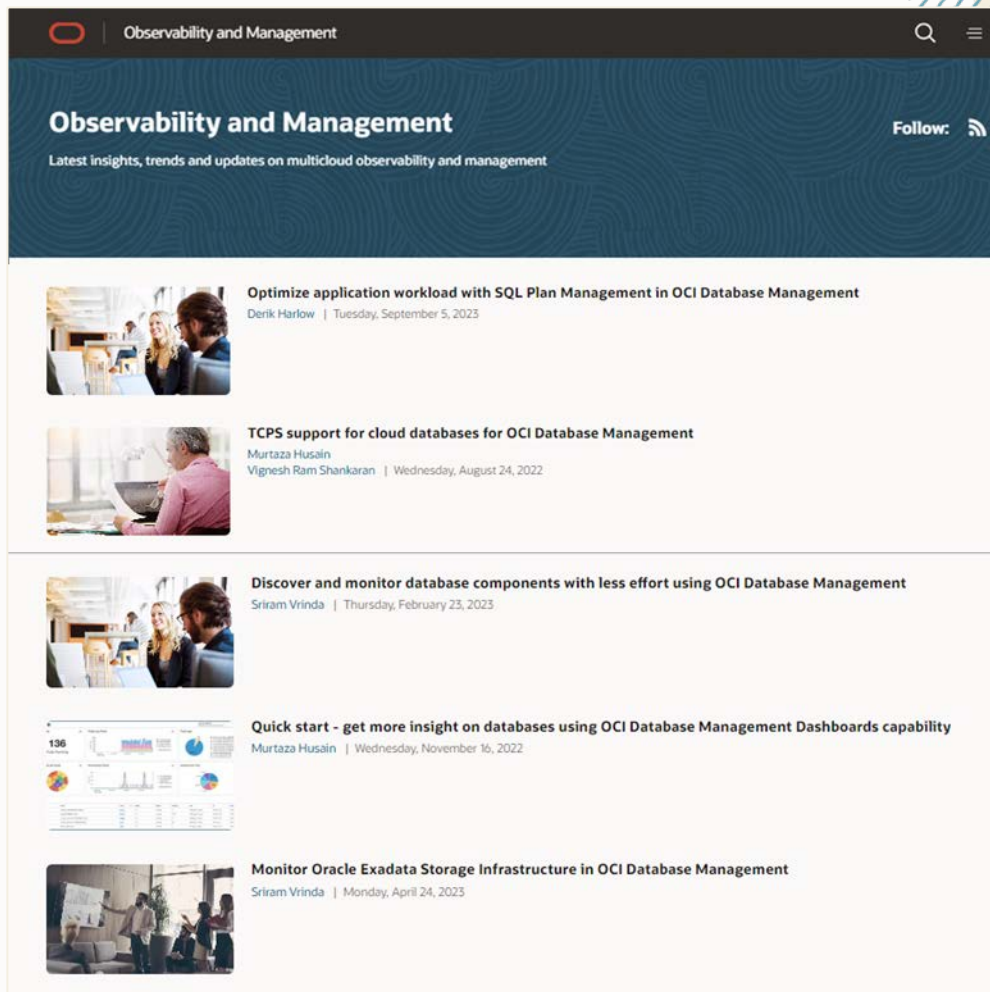 Observability and Management
Observability and Management
Follow:
Latest insights, trends and updates on multicloud observability and management
Optimize application workload with SQL Plan Management in OCI Database Management
Derik Harlow | Tuesday, September 5, 2023
TCPS support for cloud databases for OCI Database Management
Murtaza Husain
Vignesh Ram Shankaran | Wednesday, August 24, 2022
Discover and monitor database components with less effort using OCI Database Management
Sriram Vrinda | Thursday, February 23, 2023
Quick start - get more insight on databases using OCI Database Management Dashboards capability
Murtaza Husain | Wednesday, November 16, 2022
136
Monitor Oracle Exadata Storage Infrastructure in OCI Database Management
Sriram Vrinda | Monday, April 24, 2023